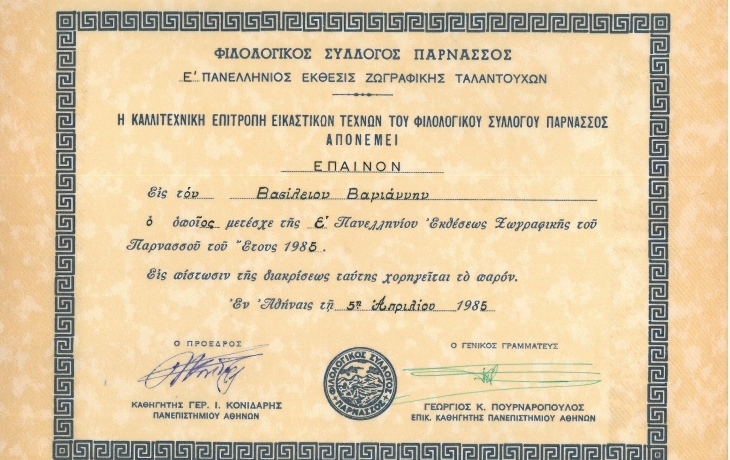 ΦΙΛΟΛΟΓΙΚΟΣ ΣΥΛΛΟΓΟΣ ΠΑΡΝΑΣΣΟΣ
Ε' ΠΑΝΕΛΛΗΝΙΟΣ ΕΚΘΕΣΙΣ ΖΩΓΡΑΦΙΚΗΣ ΤΑΛΑΝΤΟΥΧΩΝ
Η ΚΑΛΛΙΤΕΧΝΙΚΗ ΕΠΙΤΡΟΠΗ ΕΙΚΑΣΤΙΚΩΝ ΤΕΧΝΩΝ ΤΟΥ ΦΙΛΟΛΟΓΙΚΟΥ ΣΥΛΛΟΓΟΥ ΠΑΡΝΑΣΣΟΣ
ΑΠΟΝΕΜΕΙ
ΕΠΑΙΝΟΝ
Εἰς τόν Βασίλειον Βαγιάννην
ὁ ὁποῖος μετέσχε τῆς Ε' Πανελληνίου Ἐκθέσεως Ζωγραφικῆς τοῦ
Παρνασσοῦ τοῦ Ἔτους 1985.
Εἰς πίστωσιν τῆς διακρίσεως ταύτης χορηγεῖται τὸ παρόν.
Ἐν Ἀθήναις τῇ 5η Ἀπριλίου 1985
Ο ΠΡΟΕΔΡΟΣ
Ο ΓΕΝΙΚΟΣ ΓΡΑΜΜΑΤΕΥΣ
ΦΙΛΟΛΟΓΙΚΟΣ ΣΥΛΛΟΓΟΣ
ΠΑΡΝΑΣΣΟΣ
ΚΑΘΗΓΗΤΗΣ ΓΕΡ. Ι. ΚΟΝΙΔΑΡΗΣ
ΠΑΝΕΠΙΣΤΗΜΙΟΥ ΑΘΗΝΩΝ
ΓΕΩΡΓΙΟΣ Κ. ΠΟΥΡΝΑΡΟΠΟΥΛΟΣ
ΕΠΙΚ. ΚΑΘΗΓΗΤΗΣ ΠΑΝΕΠΙΣΤΗΜΙΟΥ ΑΘΗΝΩΝ